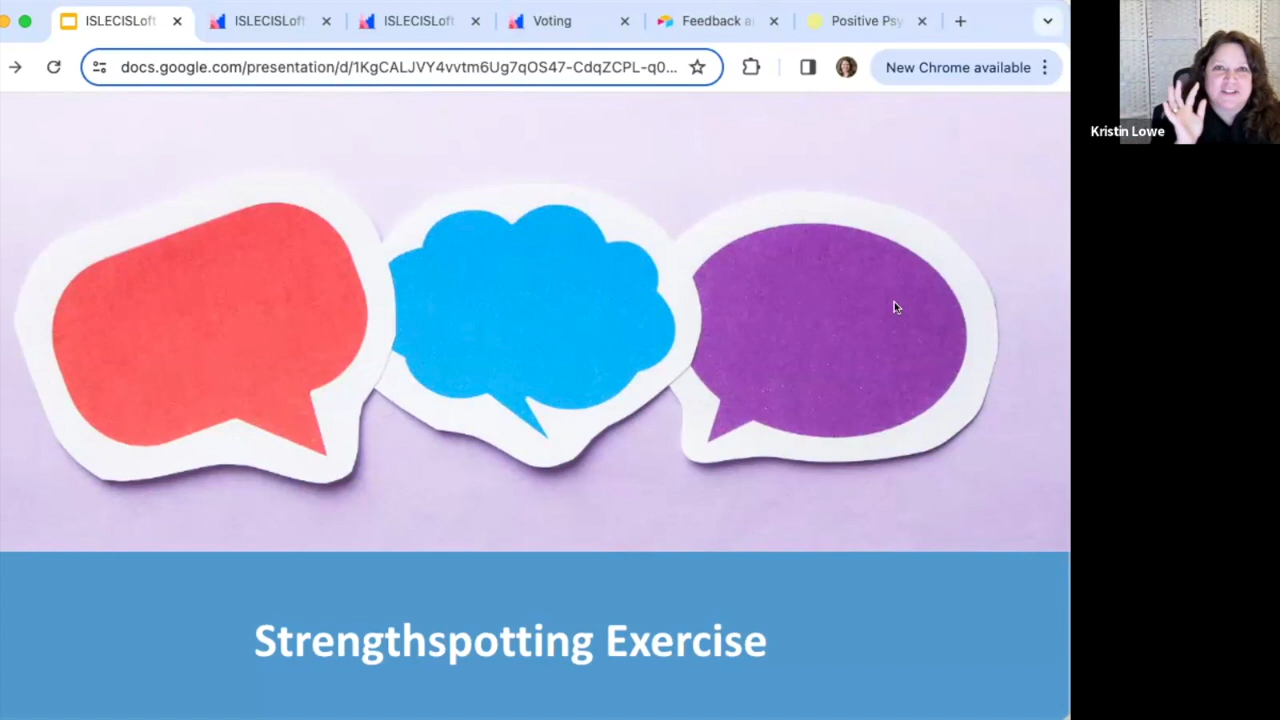 ISLECISLoft
ISLECISLoft
ISLECISLoft
Voting
Feedback a
Positive Psy
docs.google.com/presentation/d/1KgCALJVY4vvtm6Ug7qOS47-CdqZCPL-q0...
New Chrome available
Kristin Lowe
Strengthspotting Exercise